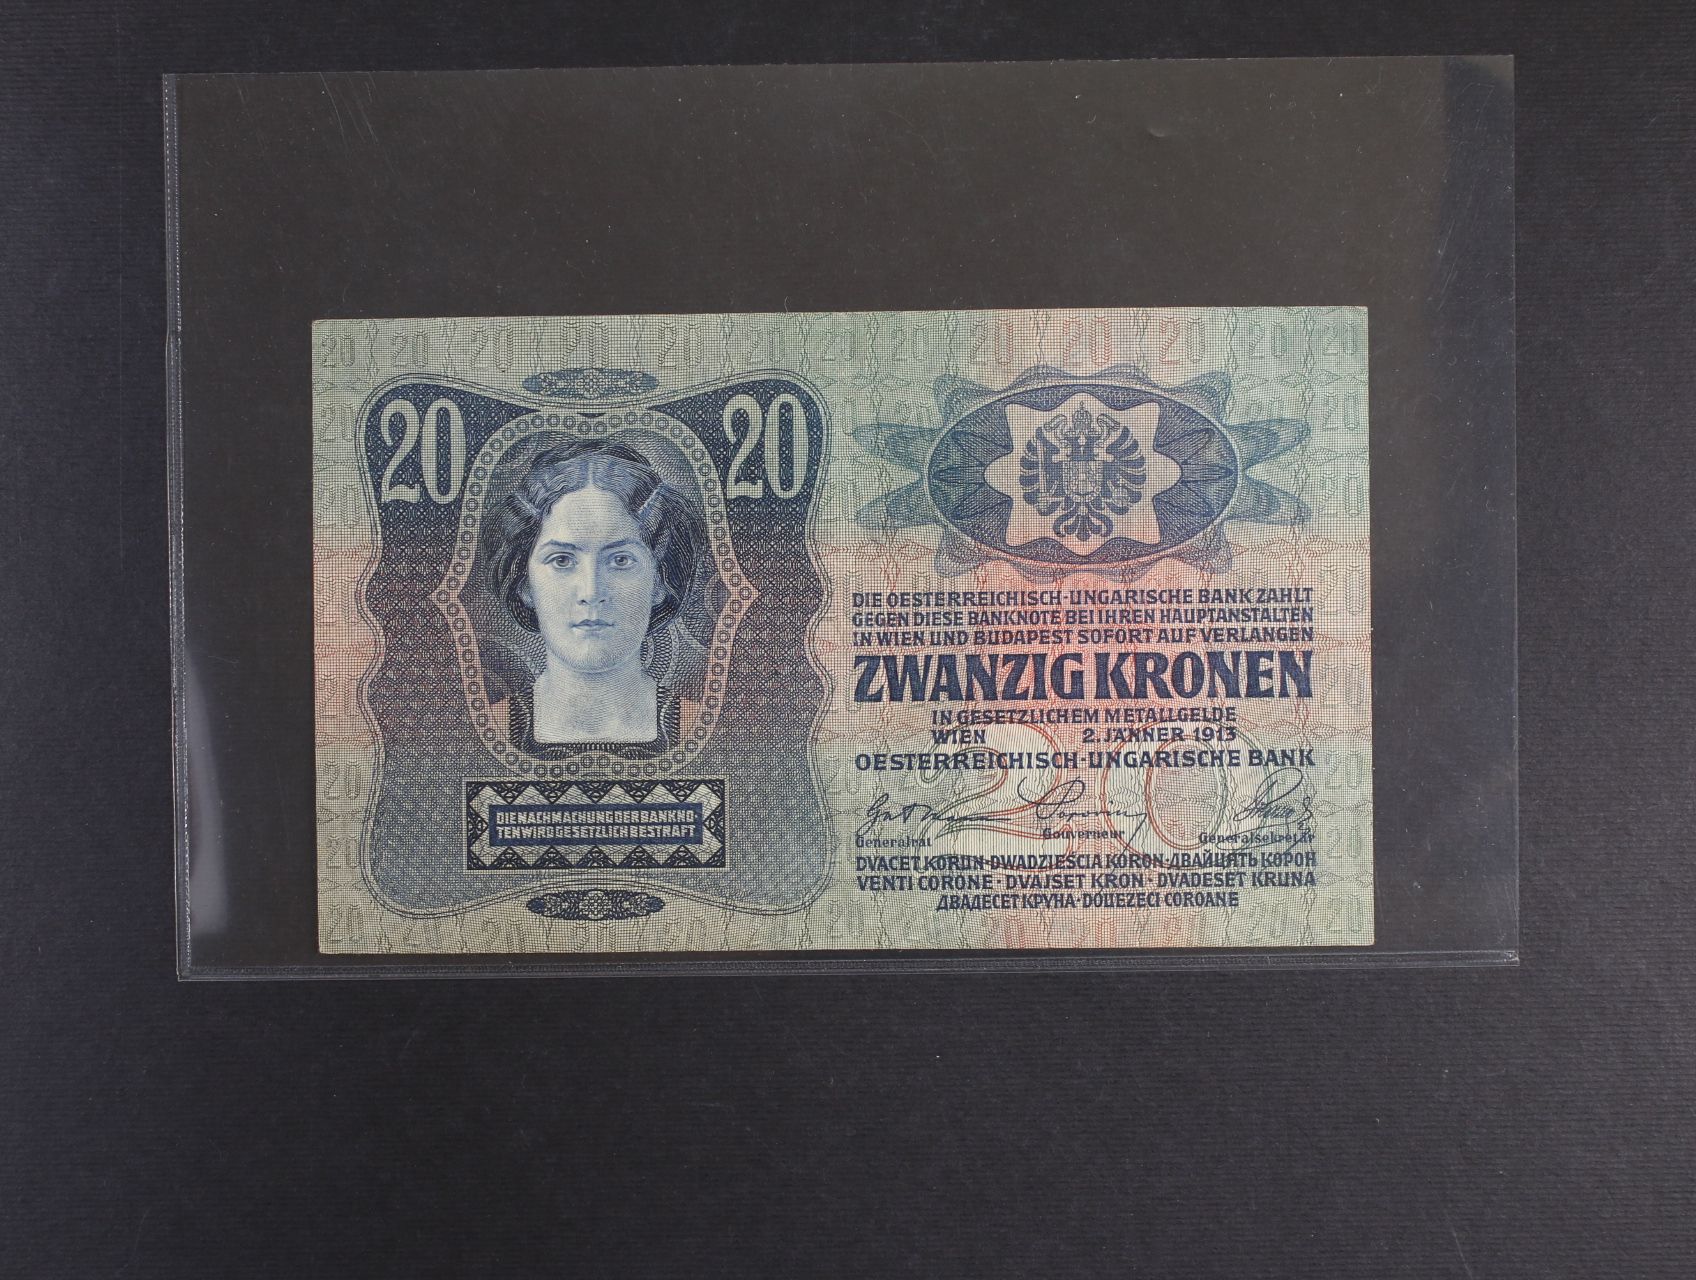 20
20
DIE NACHMACHUNG DER BANKNO
TEN WIRD GESETZLICH BESTRAFT
DIE OESTERREICHISCH-UNGARISCHE BANK ZAHLT
GEGEN DIESE BANKNOTE BEI IHREN HAUPTANSTALTEN
IN WIEN UND BUDAPEST SOFORT AUF VERLANGEN
ZWANZIG KRONEN
IN GESETZLICHEM METALLGELDE
WIEN 2. JÄNNER 1913
OESTERREICHISCH-UNGARISCHE BANK
20
Generalrat Gouverneur Generalsekretär
DVACET KORUN·DWADZIEŚCIA KORON·ДВАЙЦЯТЬ КОРОН
VENTI CORONE·DVAJSET KRON·DVADESET KRUNA
ДВАДЕСЕТ КРУНА·DOUEZECI COROANE